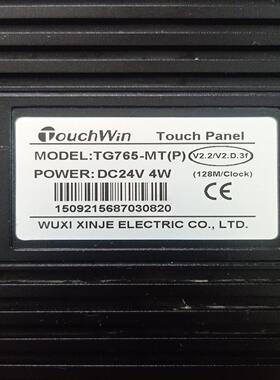 TouchWin Touch Panel
MODEL:TG765-MT(P) V2.2/V2.D.3f
POWER:DC24V 4W (128M/Clock)
CE
1509215687030820
WUXI XINJE ELECTRIC CO., LTD.